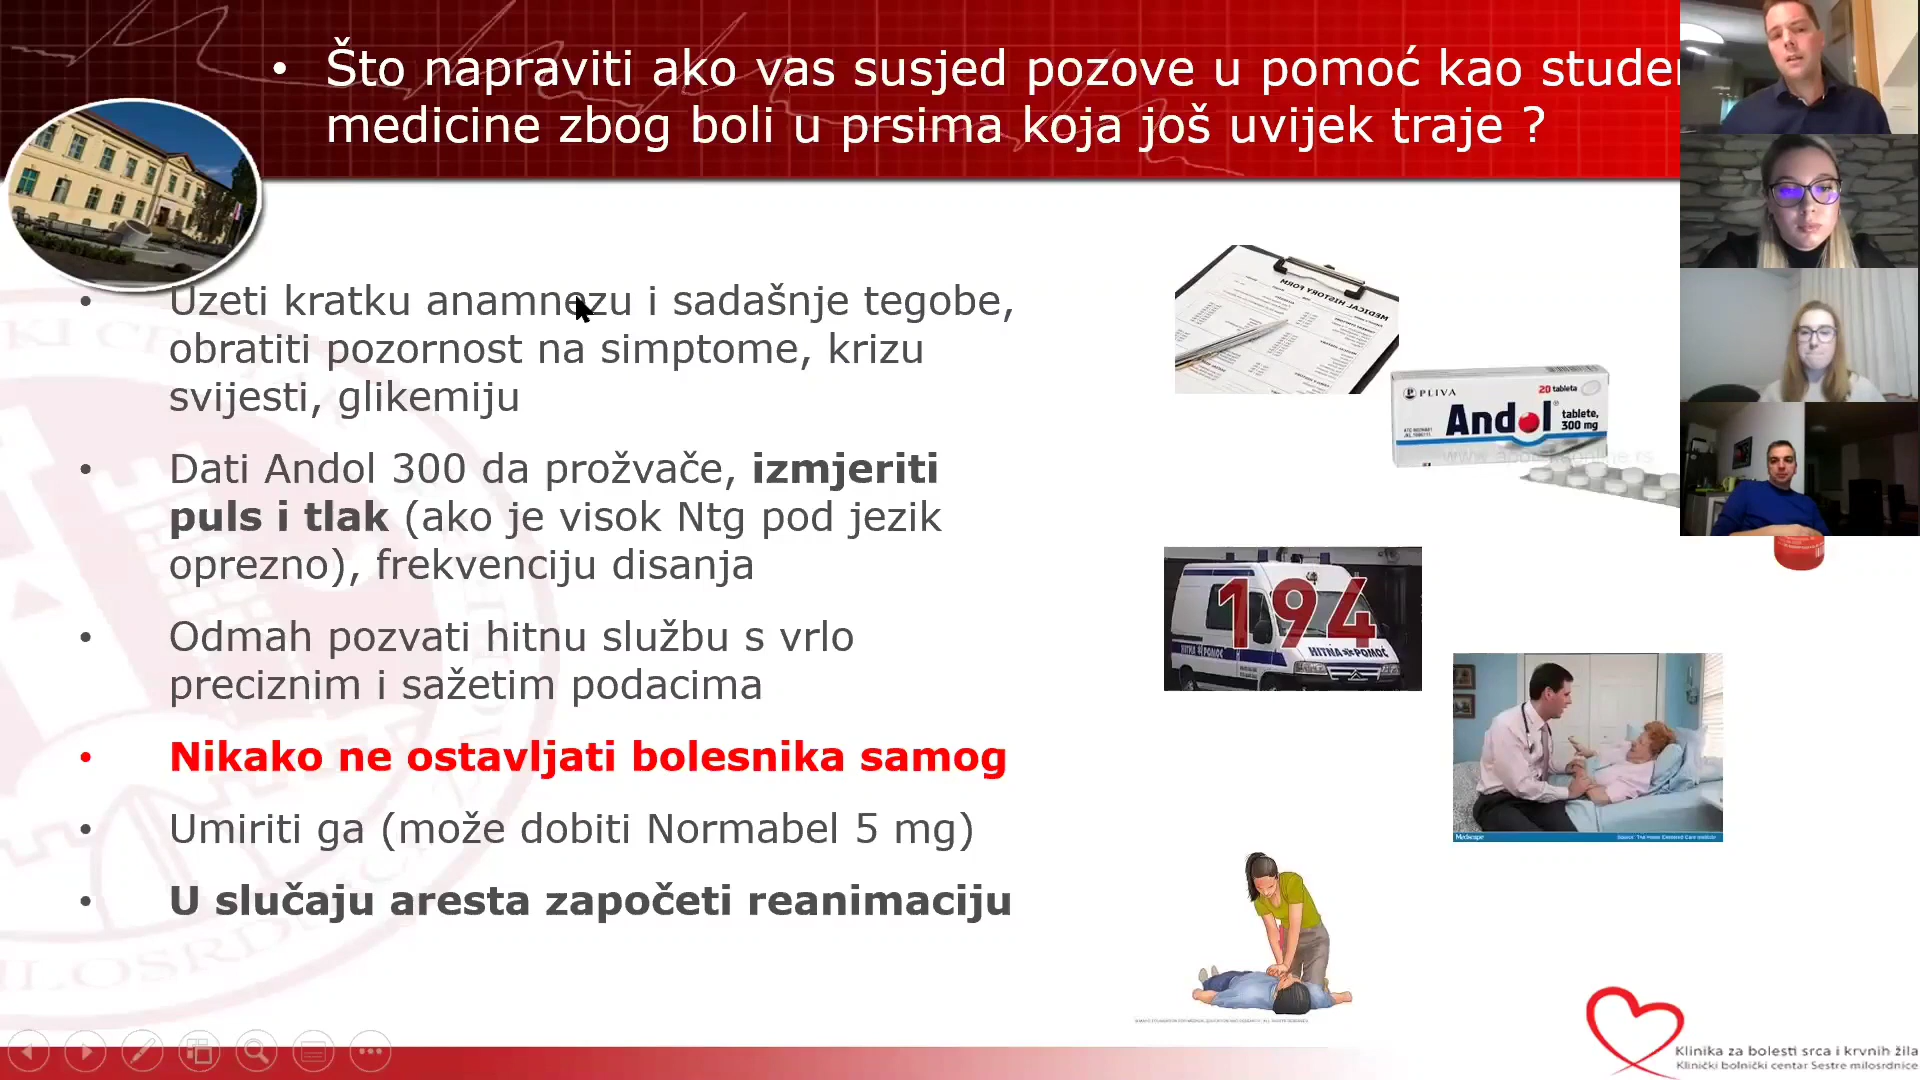 • Što napraviti ako vas susjed pozove u pomoć kao
medicine zbog boli u prsima koja još uvijek traje ?
• Uzeti kratku anamnezu i sadašnje tegobe,
obratiti pozornost na simptome, krizu
svijesti, glikemiju
• Dati Andol 300 da prožvače, izmjeriti
puls i tlak (ako je visok Ntg pod jezik
oprezno), frekvenciju disanja
• Odmah pozvati hitnu službu s vrlo
preciznim i sažetim podacima
• Nikako ne ostavljati bolesnika samog
• Umiriti ga (može dobiti Normabel 5 mg)
• U slučaju aresta započeti reanimaciju
MEDICAL HISTORY FORM
PLIVA
20 tableta
Andol
tablete,
300 mg
194
HITNA POMOĆ
HITNA POMOĆ
Medscape
Klinika za bolesti srca i krvnih žila
Klinički bolnički centar Sestre milosrdnice